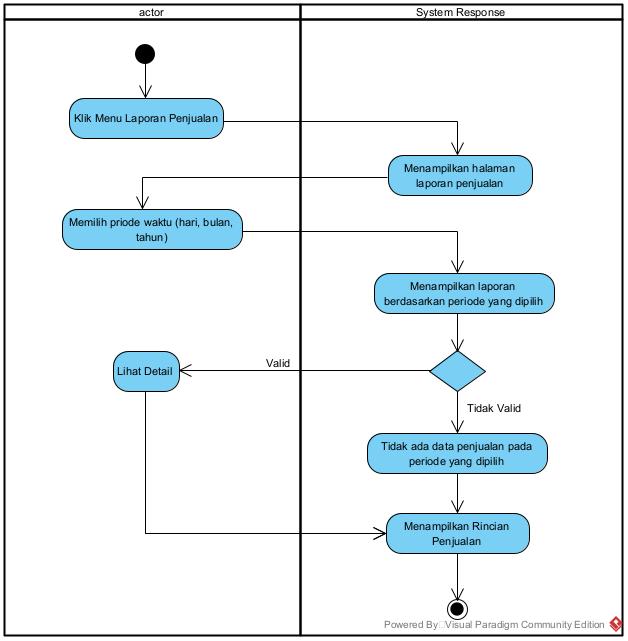 actor
System Response
Klik Menu Laporan Penjualan
Menampilkan halaman
laporan penjualan
Memilih priode waktu (hari, bulan,
tahun)
Menampilkan laporan
berdasarkan periode yang dipilih
Valid
Lihat Detail
Tidak Valid
Tidak ada data penjualan pada
periode yang dipilih
Menampilkan Rincian
Penjualan
Powered By Visual Paradigm Community Edition